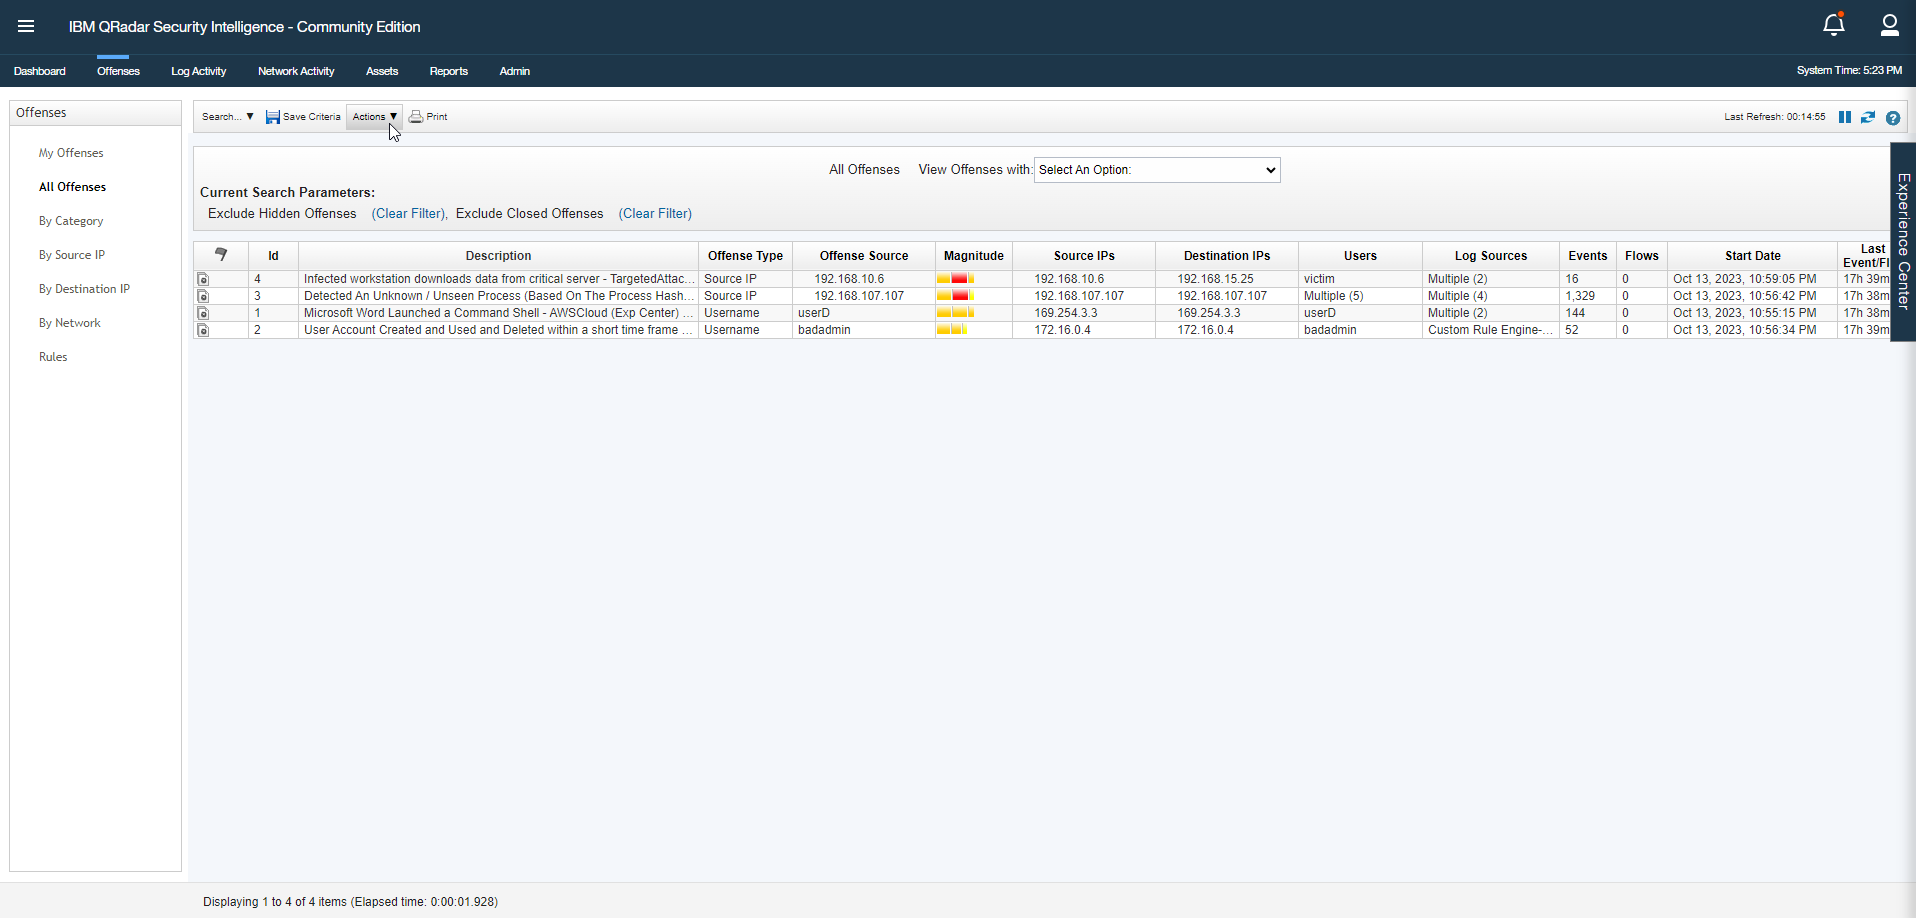 IBM QRadar Security Intelligence - Community Edition
Dashboard Offenses Log Activity Network Activity Assets Reports Admin System Time: 5:23 PM
Offenses
My Offenses
All Offenses
By Category
By Source IP
By Destination IP
By Network
Rules
Search... ▼ Save Criteria Actions ▼ Print Last Refresh: 00:14:55
All Offenses View Offenses with: Select An Option:
Current Search Parameters:
Exclude Hidden Offenses (Clear Filter), Exclude Closed Offenses (Clear Filter)
Id Description Offense Type Offense Source Magnitude Source IPs Destination IPs Users Log Sources Events Flows Start Date Last Event/Fl
4 Infected workstation downloads data from critical server - TargetedAttac... Source IP 192.168.10.6 192.168.10.6 192.168.15.25 victim Multiple (2) 16 0 Oct 13, 2023, 10:59:05 PM 17h 39m
3 Detected An Unknown / Unseen Process (Based On The Process Hash... Source IP 192.168.107.107 192.168.107.107 192.168.107.107 Multiple (5) Multiple (4) 1,329 0 Oct 13, 2023, 10:56:42 PM 17h 38m
1 Microsoft Word Launched a Command Shell - AWSCloud (Exp Center) ... Username userD 169.254.3.3 169.254.3.3 userD Multiple (2) 144 0 Oct 13, 2023, 10:55:15 PM 17h 38m
2 User Account Created and Used and Deleted within a short time frame ... Username badadmin 172.16.0.4 172.16.0.4 badadmin Custom Rule Engine-... 52 0 Oct 13, 2023, 10:56:34 PM 17h 39m
Experience Center
Displaying 1 to 4 of 4 items (Elapsed time: 0:00:01.928)